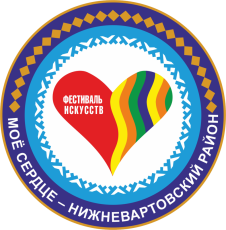 ФЕСТИВАЛЬ
ИСКУССТВ
МОЁ СЕРДЦЕ – НИЖНЕВАРТОВСКИЙ РАЙОН